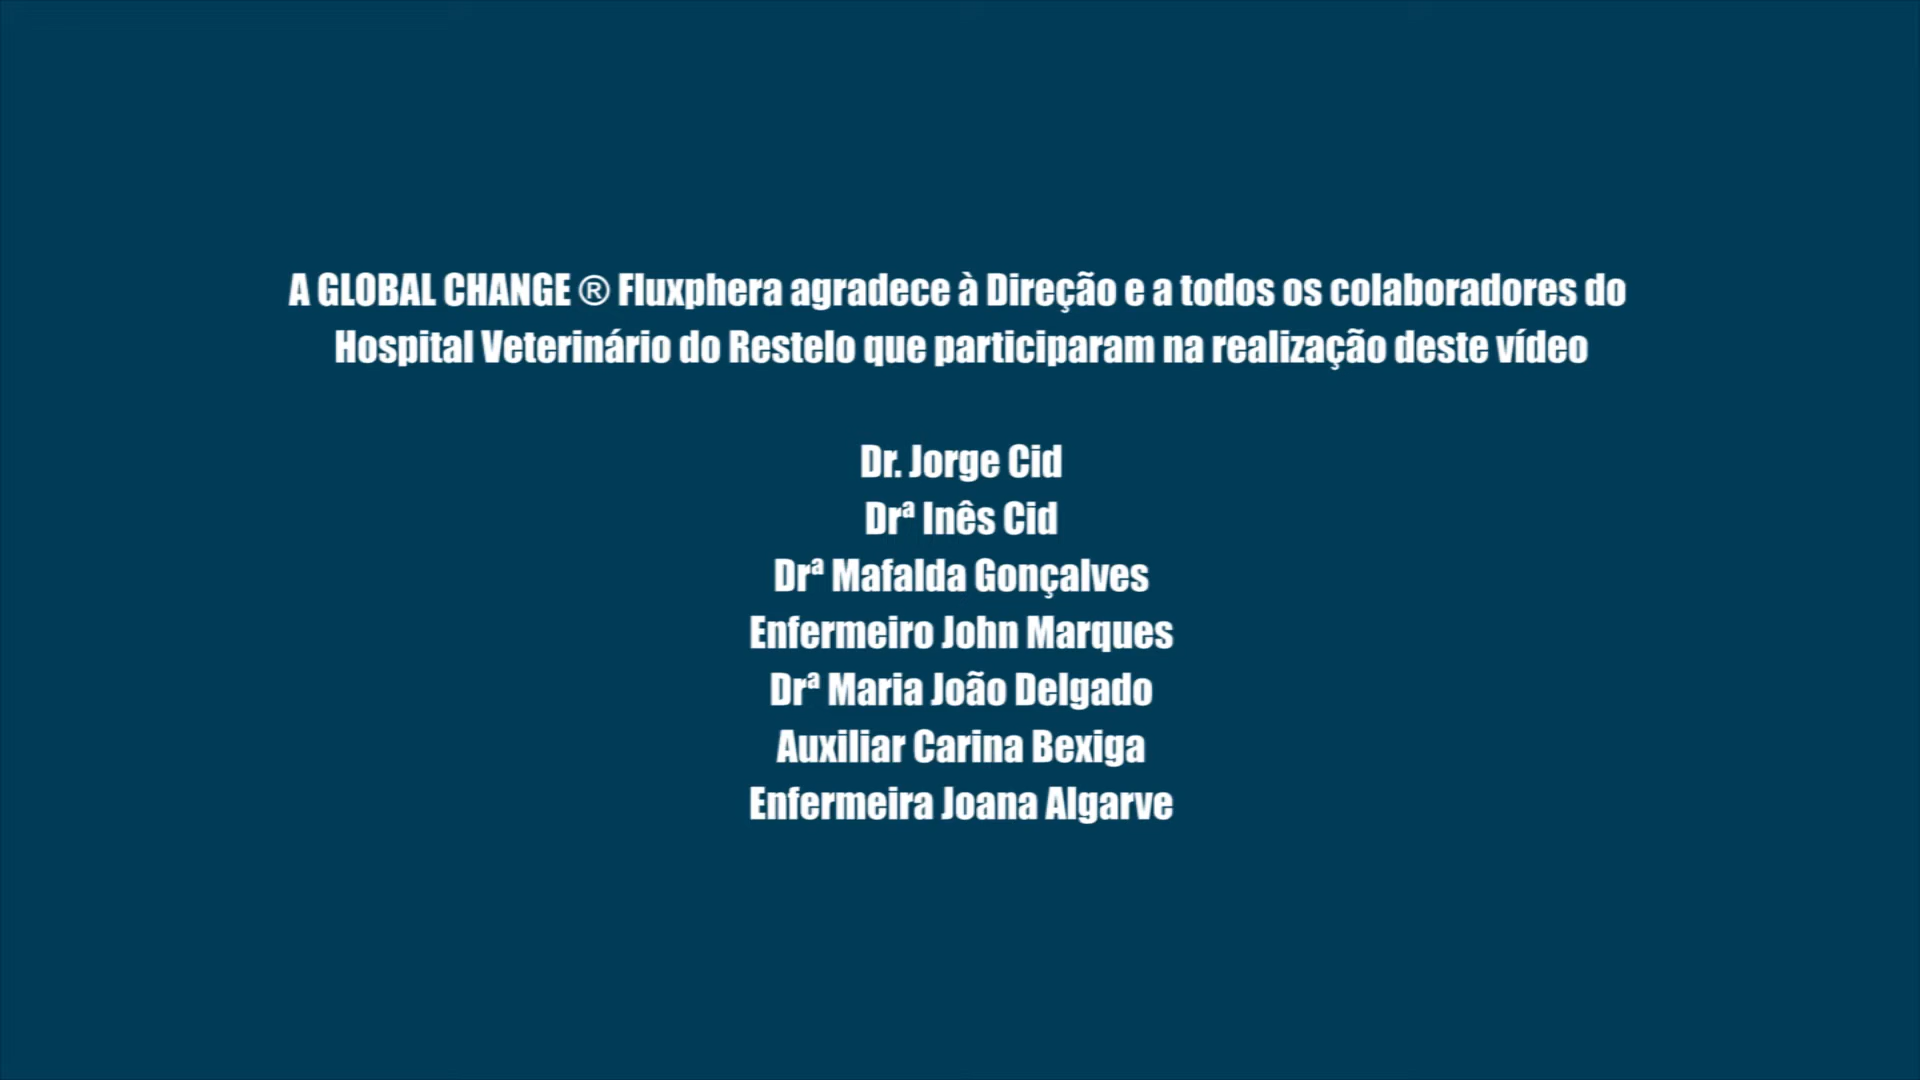 A GLOBAL CHANGE ® Fluxphera agradece à Direção e a todos os colaboradores do
Hospital Veterinário do Restelo que participaram na realização deste vídeo
Dr. Jorge Cid
Drª Inês Cid
Drª Mafalda Gonçalves
Enfermeiro John Marques
Drª Maria João Delgado
Auxiliar Carina Bexiga
Enfermeira Joana Algarve